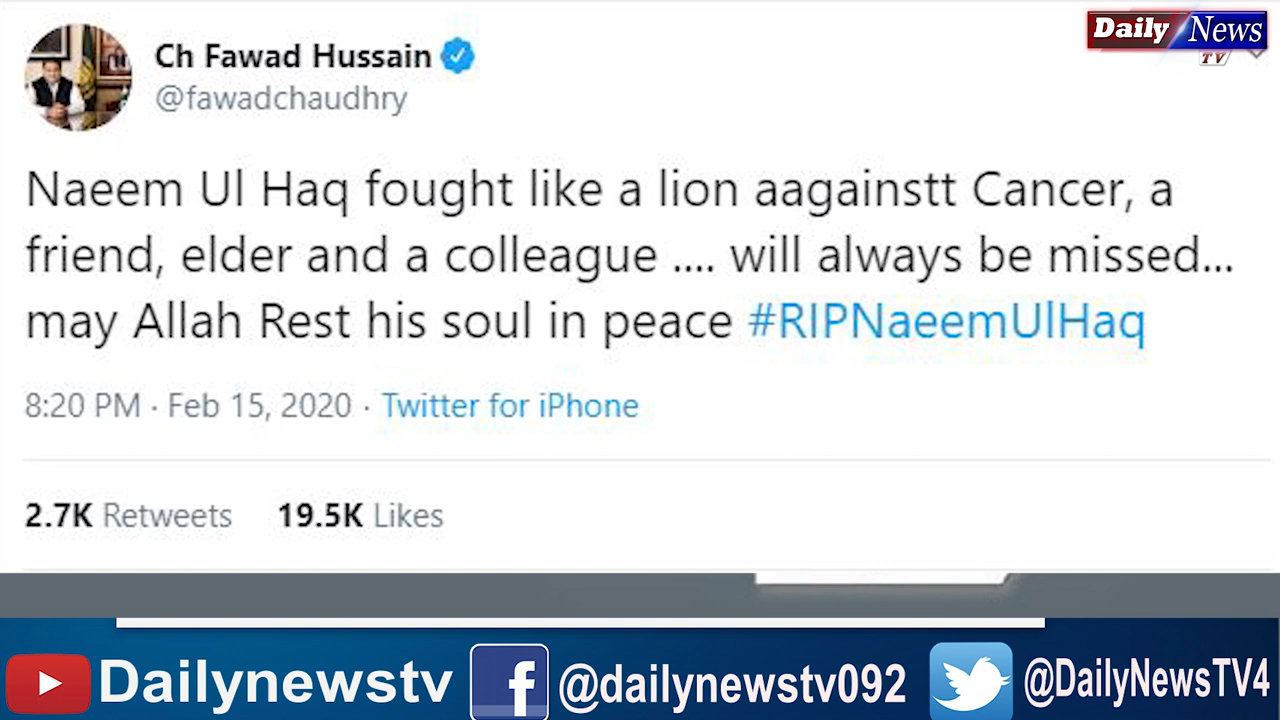 Ch Fawad Hussain
@fawadchaudhry
Daily News
TV
Naeem Ul Haq fought like a lion aagainstt Cancer, a
friend, elder and a colleague .... will always be missed...
may Allah Rest his soul in peace #RIPNaeemUlHaq
8:20 PM · Feb 15, 2020 · Twitter for iPhone
2.7K Retweets 19.5K Likes
Dailynewstv @dailynewstv092 @DailyNewsTV4